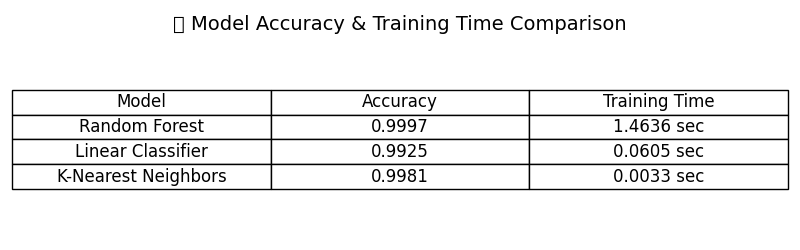 Model Accuracy & Training Time Comparison
Model Accuracy Training Time
Random Forest 0.9997 1.4636 sec
Linear Classifier 0.9925 0.0605 sec
K-Nearest Neighbors 0.9981 0.0033 sec